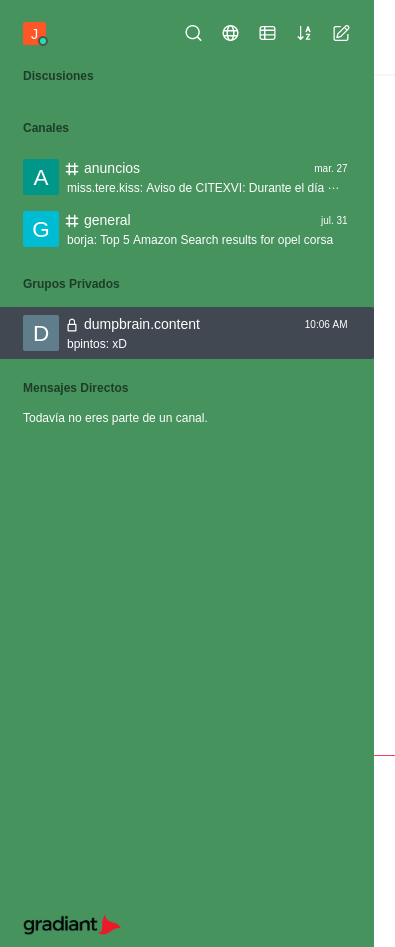 J
Discusiones
Canales
A
anuncios
mar. 27
miss.tere.kiss: Aviso de CITEXVI: Durante el día ···
G
general
jul. 31
borja: Top 5 Amazon Search results for opel corsa
Grupos Privados
D
dumpbrain.content
10:06 AM
bpintos: xD
Mensajes Directos
Todavía no eres parte de un canal.
gradiant